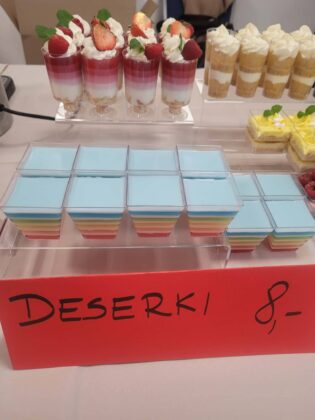 DESERKI 8,-